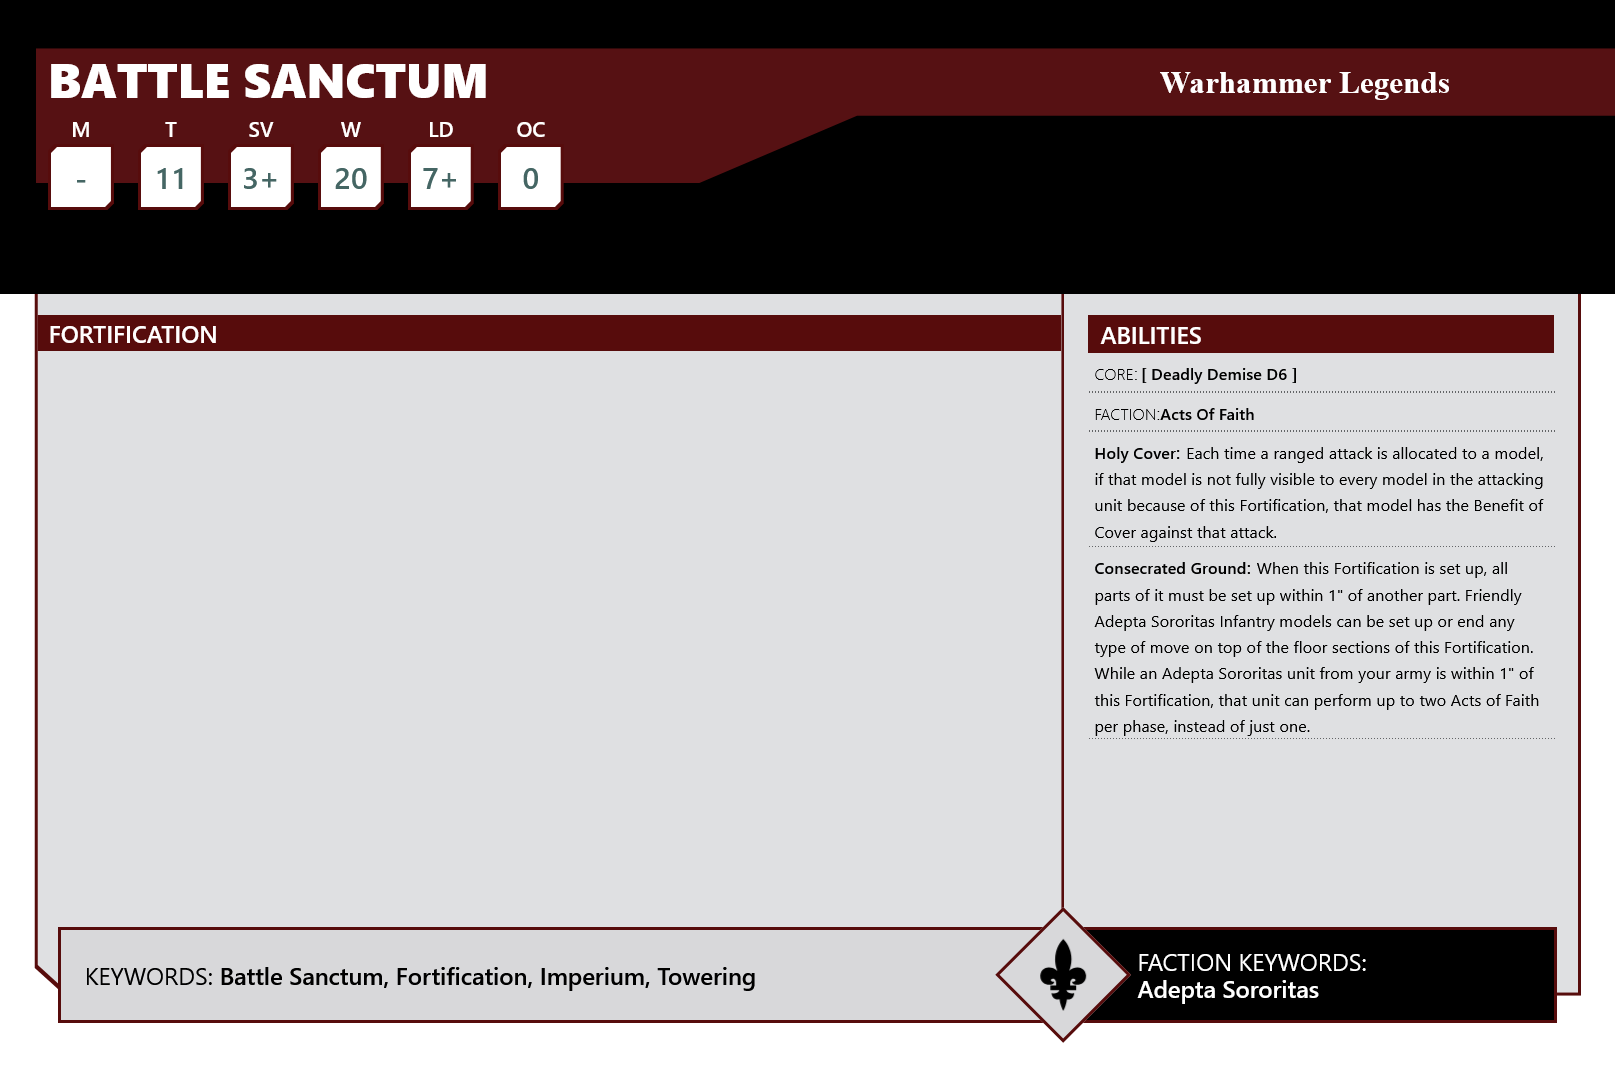 BATTLE SANCTUM
Warhammer Legends
M T SV W LD OC
- 11 3+ 20 7+ 0
FORTIFICATION
ABILITIES
CORE: [ Deadly Demise D6 ]
FACTION:Acts Of Faith
Holy Cover: Each time a ranged attack is allocated to a model,
if that model is not fully visible to every model in the attacking
unit because of this Fortification, that model has the Benefit of
Cover against that attack.
Consecrated Ground: When this Fortification is set up, all
parts of it must be set up within 1" of another part. Friendly
Adepta Sororitas Infantry models can be set up or end any
type of move on top of the floor sections of this Fortification.
While an Adepta Sororitas unit from your army is within 1" of
this Fortification, that unit can perform up to two Acts of Faith
per phase, instead of just one.
KEYWORDS: Battle Sanctum, Fortification, Imperium, Towering
FACTION KEYWORDS:
Adepta Sororitas